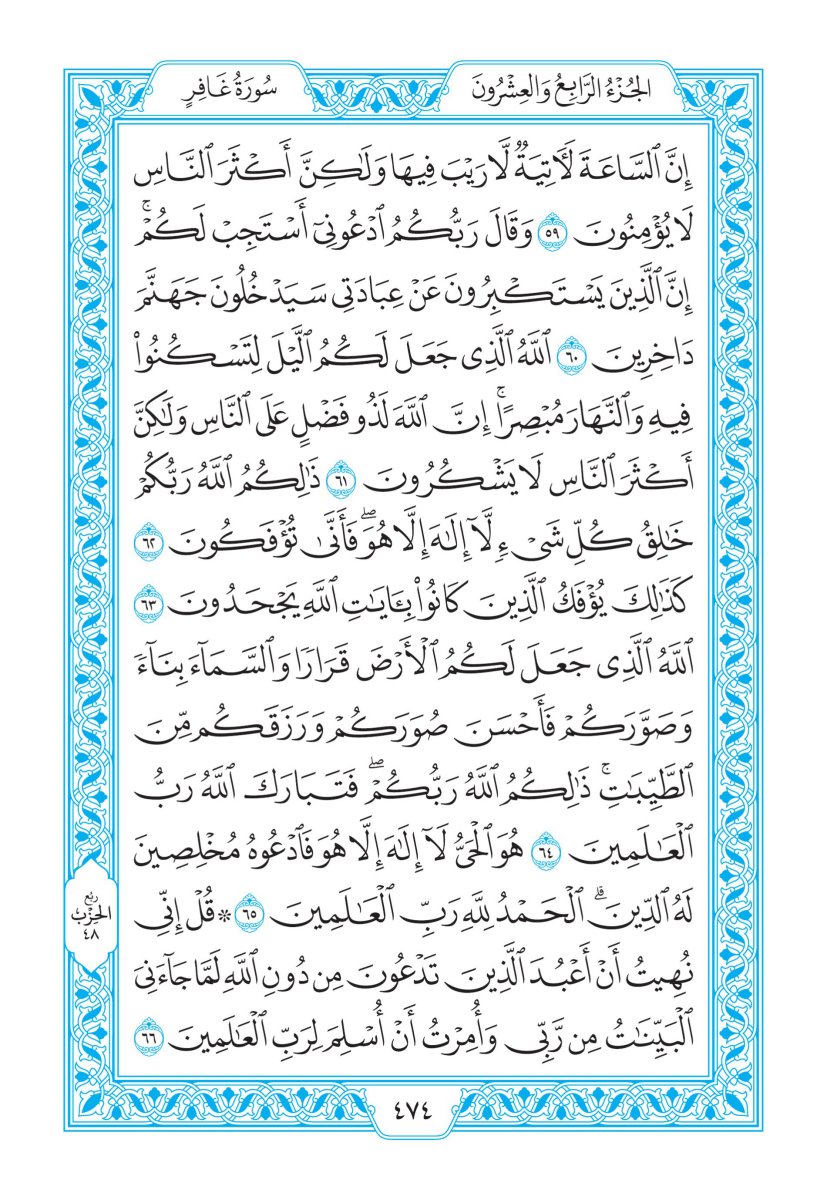 الجُزْءُ الرَّابِعُ وَالعِشْرُونَ
سُورَةُ غَافِرٍ
إِنَّ ٱلسَّاعَةَ لَأٓتِيَةٞ لَّا رَيۡبَ فِيهَا وَلَٰكِنَّ أَكۡثَرَ ٱلنَّاسِ
لَا يُؤۡمِنُونَ ٥٩ وَقَالَ رَبُّكُمُ ٱدۡعُونِيٓ أَسۡتَجِبۡ لَكُمۡۚ
إِنَّ ٱلَّذِينَ يَسۡتَكۡبِرُونَ عَنۡ عِبَادَتِي سَيَدۡخُلُونَ جَهَنَّمَ
دَاخِرِينَ ٦٠ ٱللَّهُ ٱلَّذِي جَعَلَ لَكُمُ ٱلَّيۡلَ لِتَسۡكُنُواْ
فِيهِ وَٱلنَّهَارَ مُبۡصِرًاۚ إِنَّ ٱللَّهَ لَذُو فَضۡلٍ عَلَى ٱلنَّاسِ وَلَٰكِنَّ
أَكۡثَرَ ٱلنَّاسِ لَا يَشۡكُرُونَ ٦١ ذَٰلِكُمُ ٱللَّهُ رَبُّكُمۡ
خَٰلِقُ كُلِّ شَيۡءٖ لَّآ إِلَٰهَ إِلَّا هُوَۖ فَأَنَّىٰ تُؤۡفَكُونَ ٦٢
كَذَٰلِكَ يُؤۡفَكُ ٱلَّذِينَ كَانُواْ بِـَٔايَٰتِ ٱللَّهِ يَجۡحَدُونَ ٦٣
ٱللَّهُ ٱلَّذِي جَعَلَ لَكُمُ ٱلۡأَرۡضَ قَرَارٗا وَٱلسَّمَآءَ بِنَآءٗ
وَصَوَّرَكُمۡ فَأَحۡسَنَ صُوَرَكُمۡ وَرَزَقَكُم مِّنَ
ٱلطَّيِّبَٰتِۚ ذَٰلِكُمُ ٱللَّهُ رَبُّكُمۡۖ فَتَبَارَكَ ٱللَّهُ رَبُّ
ٱلۡعَٰلَمِينَ ٦٤ هُوَ ٱلۡحَيُّ لَآ إِلَٰهَ إِلَّا هُوَ فَٱدۡعُوهُ مُخۡلِصِينَ
لَهُ ٱلدِّينَۗ ٱلۡحَمۡدُ لِلَّهِ رَبِّ ٱلۡعَٰلَمِينَ ٦٥ ۞ قُلۡ إِنِّي
نُهِيتُ أَنۡ أَعۡبُدَ ٱلَّذِينَ تَدۡعُونَ مِن دُونِ ٱللَّهِ لَمَّا جَآءَنِيَ
ٱلۡبَيِّنَٰتُ مِن رَّبِّي وَأُمِرۡتُ أَنۡ أُسۡلِمَ لِرَبِّ ٱلۡعَٰلَمِينَ ٦٦
ربع
الحِزْب
٤٨
٤٧٤